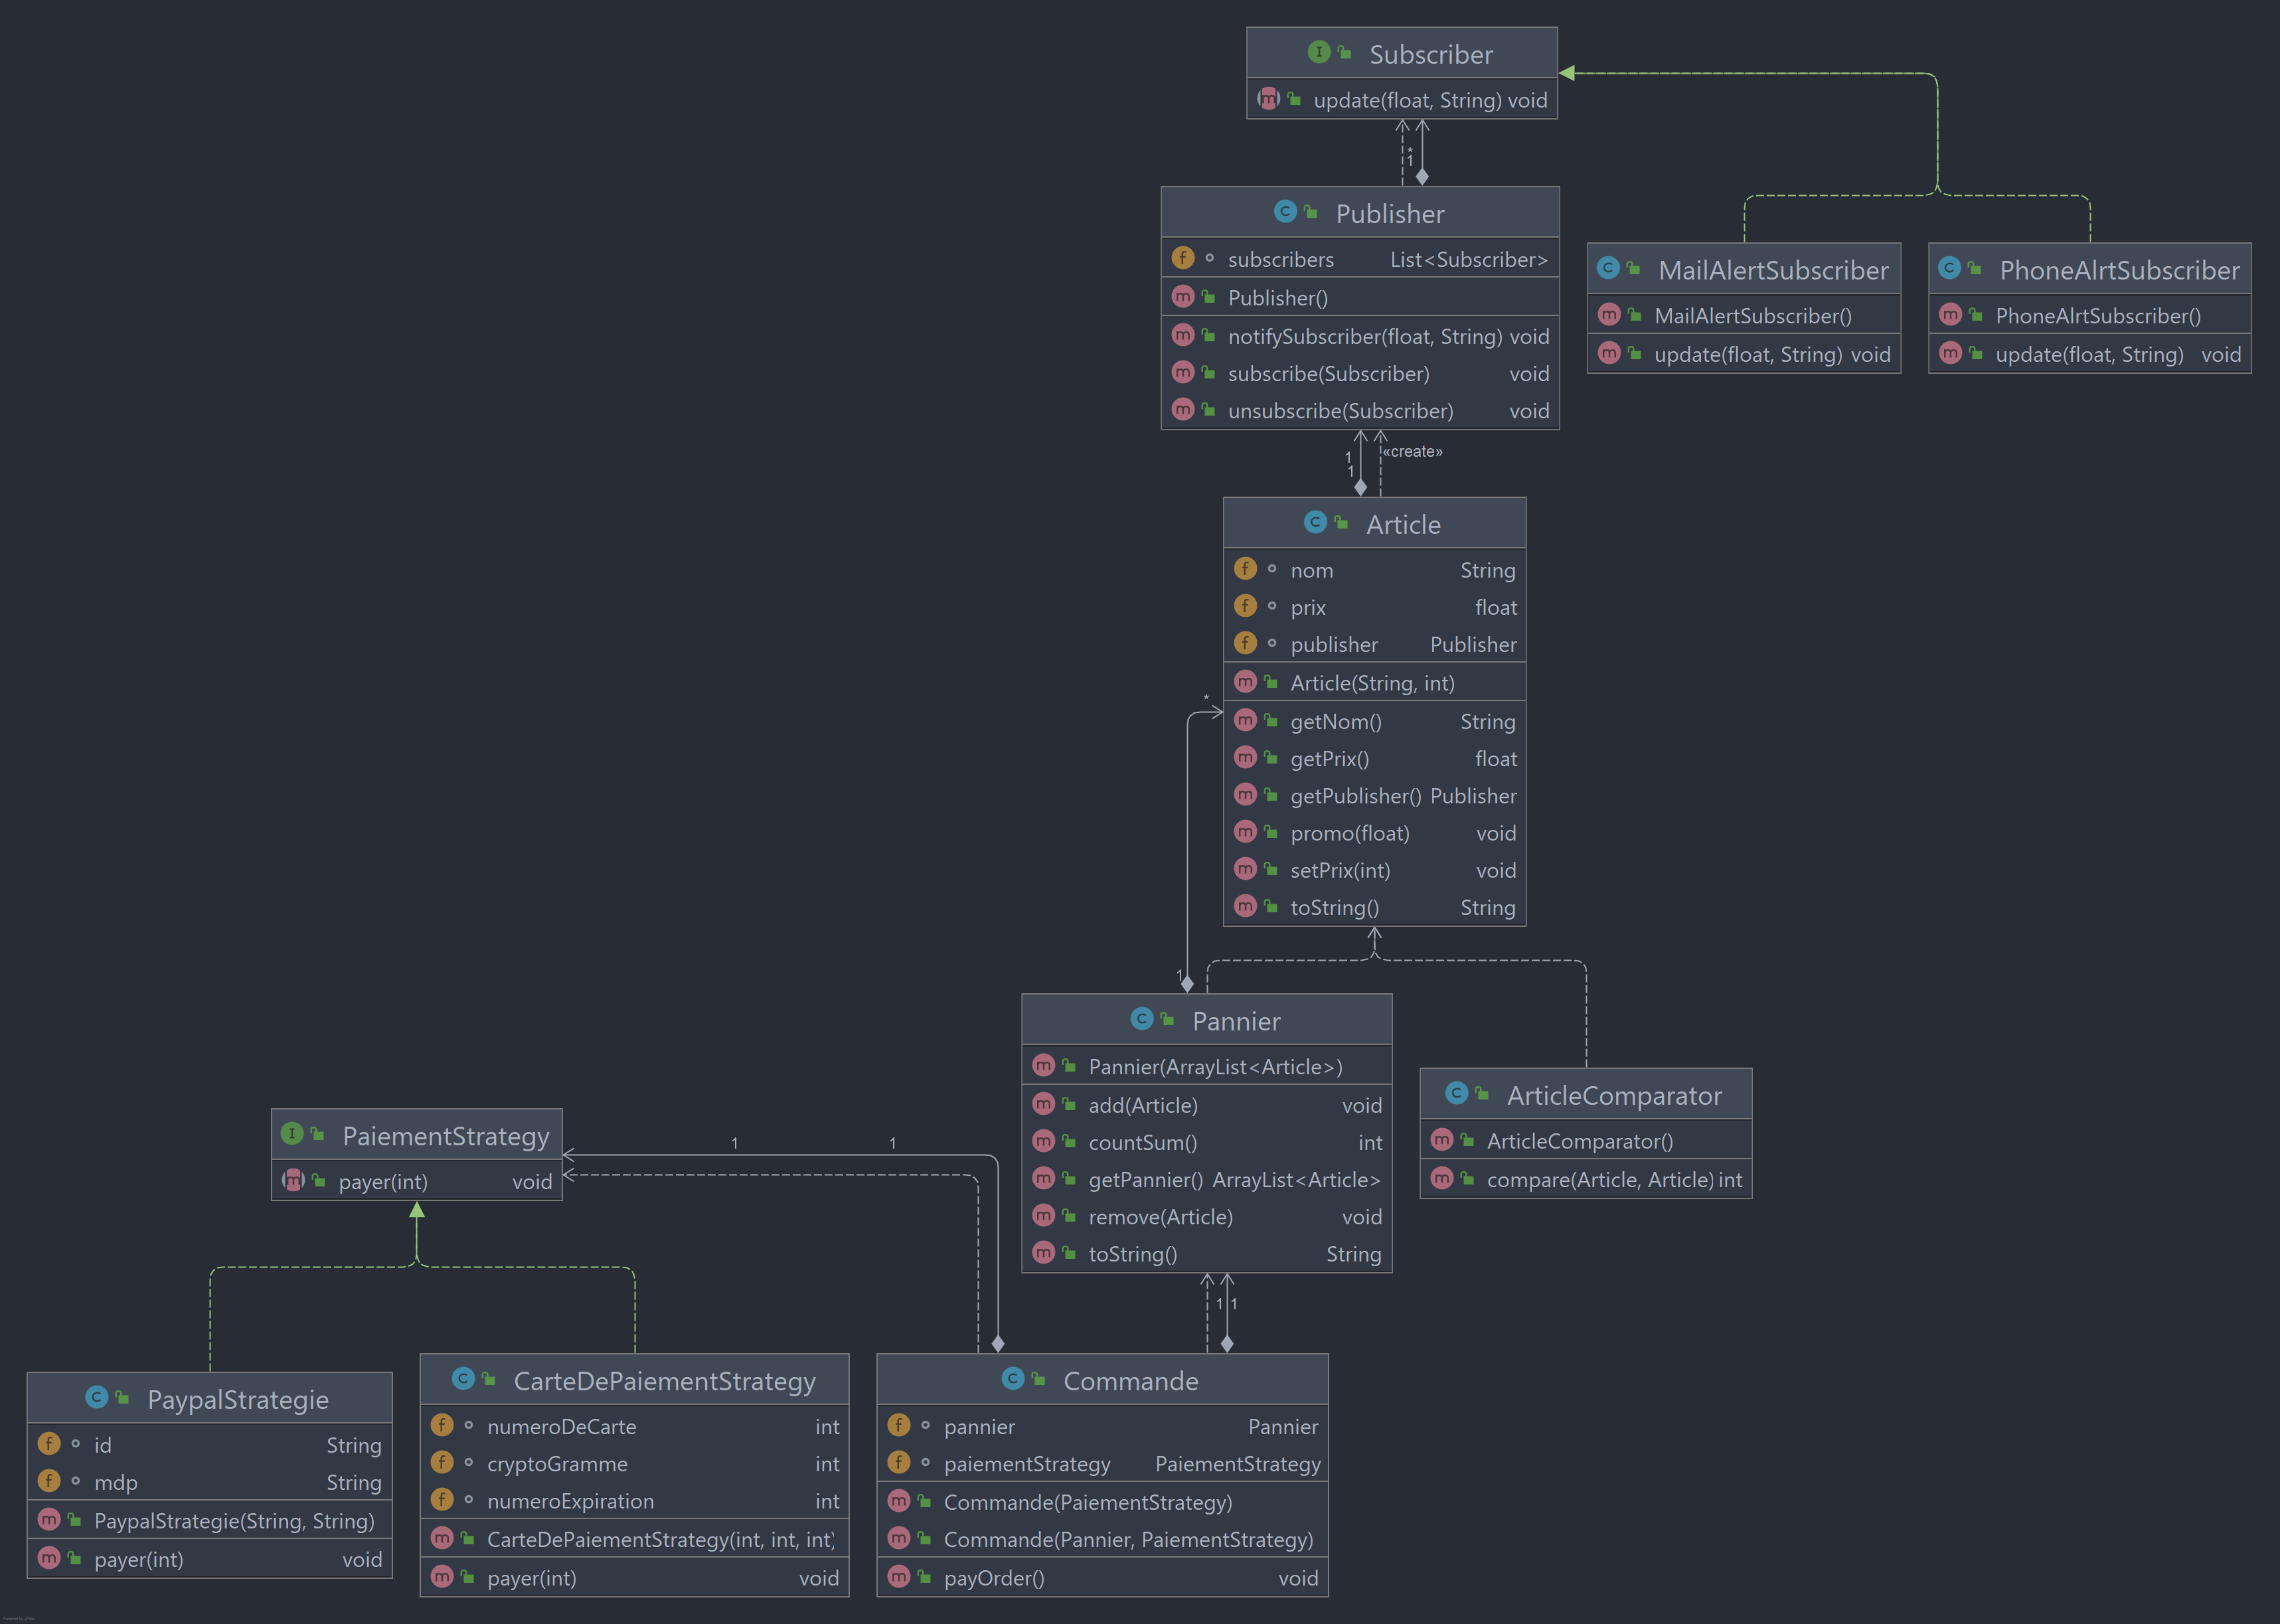 Subscriber
update(float, String) void
*
1
Publisher
subscribers List<Subscriber>
Publisher()
notifySubscriber(float, String) void
subscribe(Subscriber) void
unsubscribe(Subscriber) void
MailAlertSubscriber
MailAlertSubscriber()
update(float, String) void
PhoneAlrtSubscriber
PhoneAlrtSubscriber()
update(float, String) void
1
1
«create»
Article
nom String
prix float
publisher Publisher
Article(String, int)
getNom() String
getPrix() float
getPublisher() Publisher
promo(float) void
setPrix(int) void
toString() String
*
1
Pannier
Pannier(ArrayList<Article>)
add(Article) void
countSum() int
getPannier() ArrayList<Article>
remove(Article) void
toString() String
ArticleComparator
ArticleComparator()
compare(Article, Article) int
PaiementStrategy
payer(int) void
1 1
1 1
PaypalStrategie
id String
mdp String
PaypalStrategie(String, String)
payer(int) void
CarteDePaiementStrategy
numeroDeCarte int
cryptoGramme int
numeroExpiration int
CarteDePaiementStrategy(int, int, int)
payer(int) void
Commande
pannier Pannier
paiementStrategy PaiementStrategy
Commande(PaiementStrategy)
Commande(Pannier, PaiementStrategy)
payOrder() void
Powered by yFiles